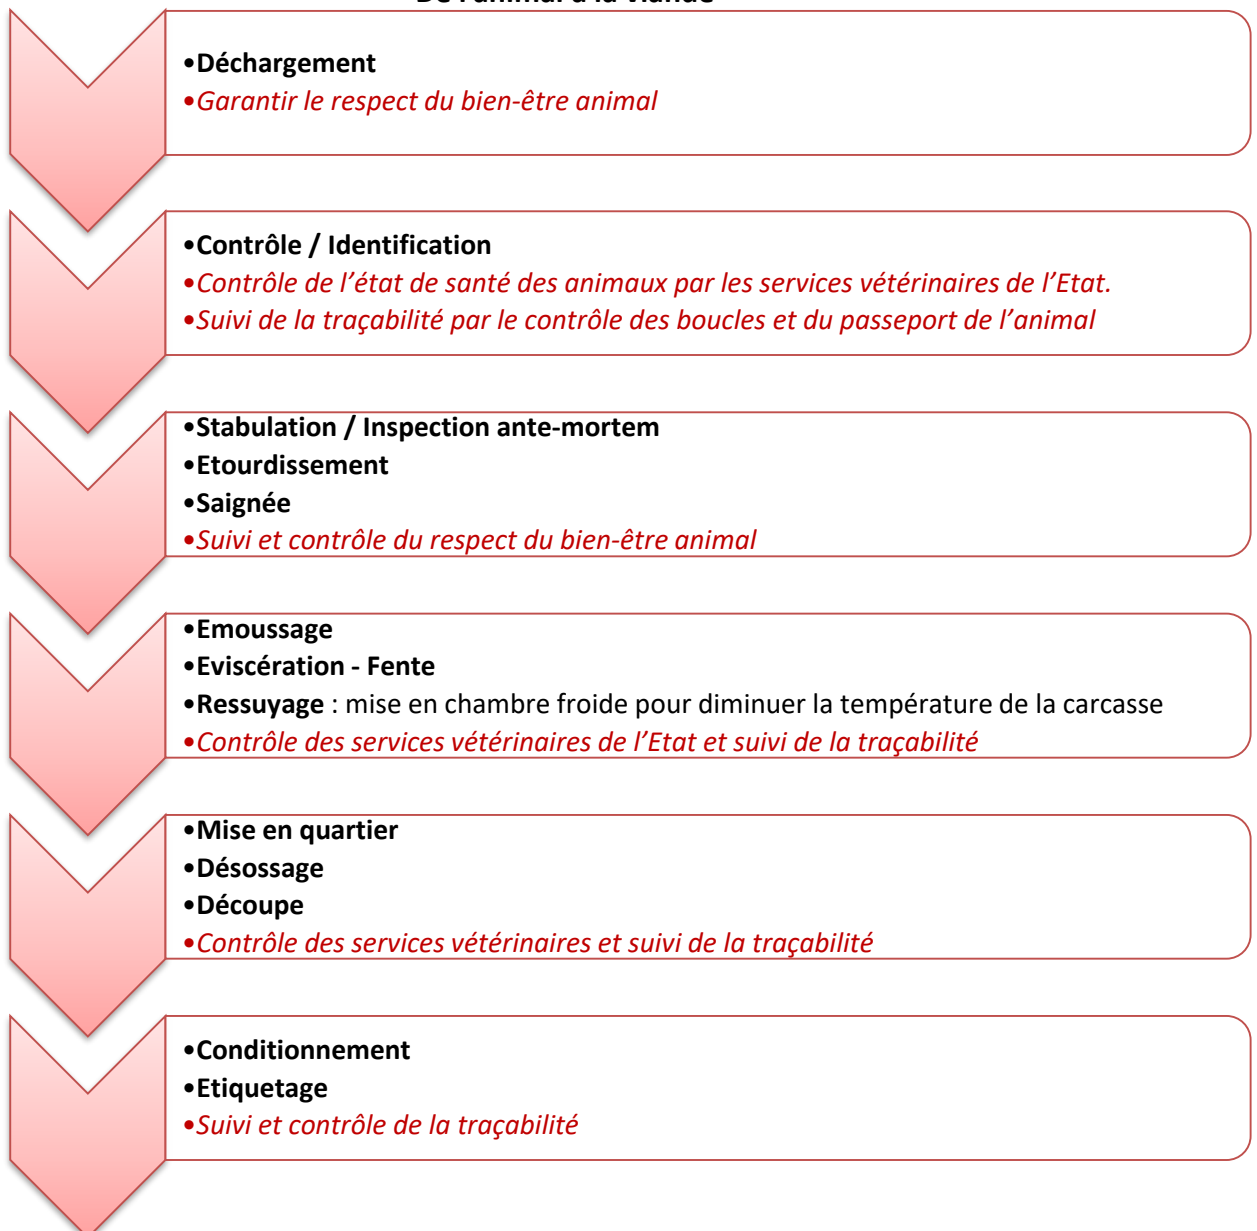 De l'animal à la viande
•Déchargement
•Garantir le respect du bien-être animal
•Contrôle / Identification
•Contrôle de l’état de santé des animaux par les services vétérinaires de l’Etat.
•Suivi de la traçabilité par le contrôle des boucles et du passeport de l’animal
•Stabulation / Inspection ante-mortem
•Etourdissement
•Saignée
•Suivi et contrôle du respect du bien-être animal
•Emoussage
•Eviscération - Fente
•Ressuyage : mise en chambre froide pour diminuer la température de la carcasse
•Contrôle des services vétérinaires de l’Etat et suivi de la traçabilité
•Mise en quartier
•Désossage
•Découpe
•Contrôle des services vétérinaires et suivi de la traçabilité
•Conditionnement
•Etiquetage
•Suivi et contrôle de la traçabilité